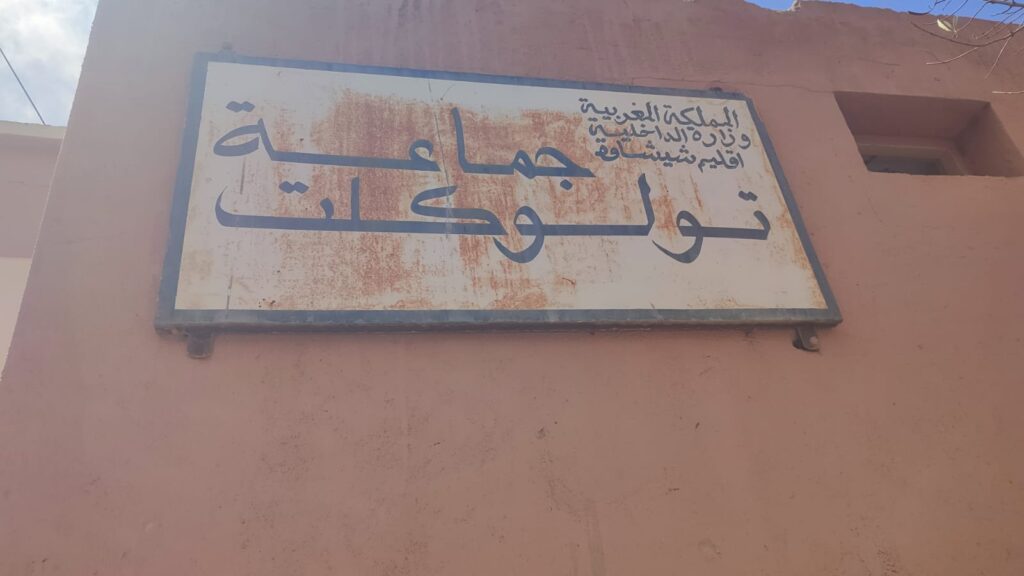 المملكة المغربية
وزارة الداخلية
اقليم شيشاوة
جماعة
تولوكلت